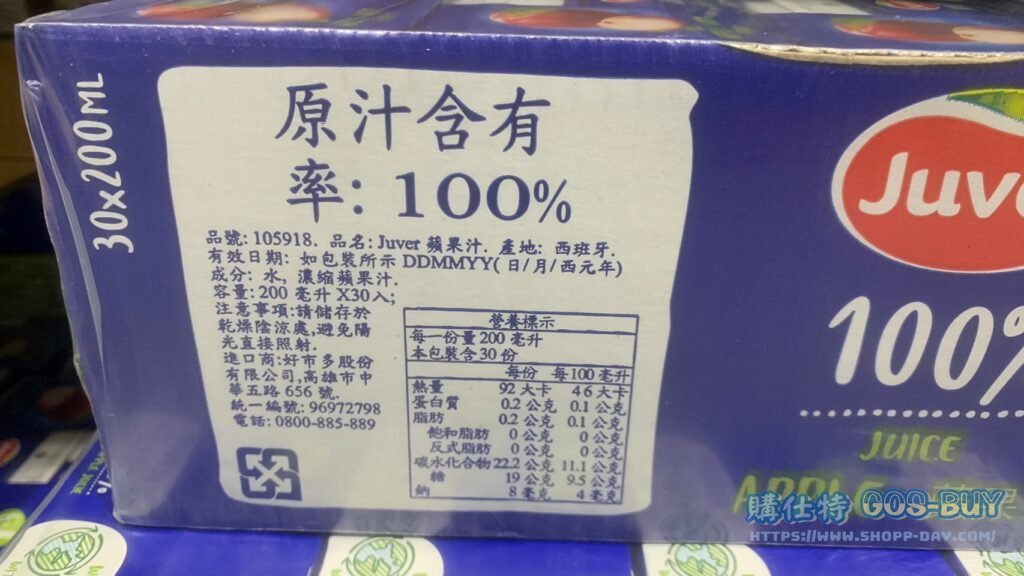 30x200ML
原汁含有
率: 100%
品號: 105918. 品名: Juver 蘋果汁. 產地: 西班牙.
有效日期: 如包裝所示 DDMMYY(日/月/西元年)
成分: 水, 濃缩蘋果汁.
容量: 200 毫升 X30入;
注意事項:請儲存於
乾燥陰涼處,避免陽
光直接照射.
進口商:好市多股份
有限公司,高雄市中
華五路 656 號.
統一編號: 96972798
電話: 0800-885-889
營養標示
每一份量 200 毫升
本包裝含 30 份
每份 每100 毫升
熱量 92 大卡 46 大卡
蛋白質 0.2 公克 0.1 公克
脂肪 0.2 公克 0.1 公克
飽和脂肪 0 公克 0 公克
反式脂肪 0 公克 0 公克
碳水化合物 22.2 公克 11.1 公克
糖 19 公克 9.5 公克
鈉 8 毫克 4 毫克
Juve
100%
JUICE
APPLE
購仕特 GOS-BUY
HTTPS://WWW.SHOPP-DAY.COM/